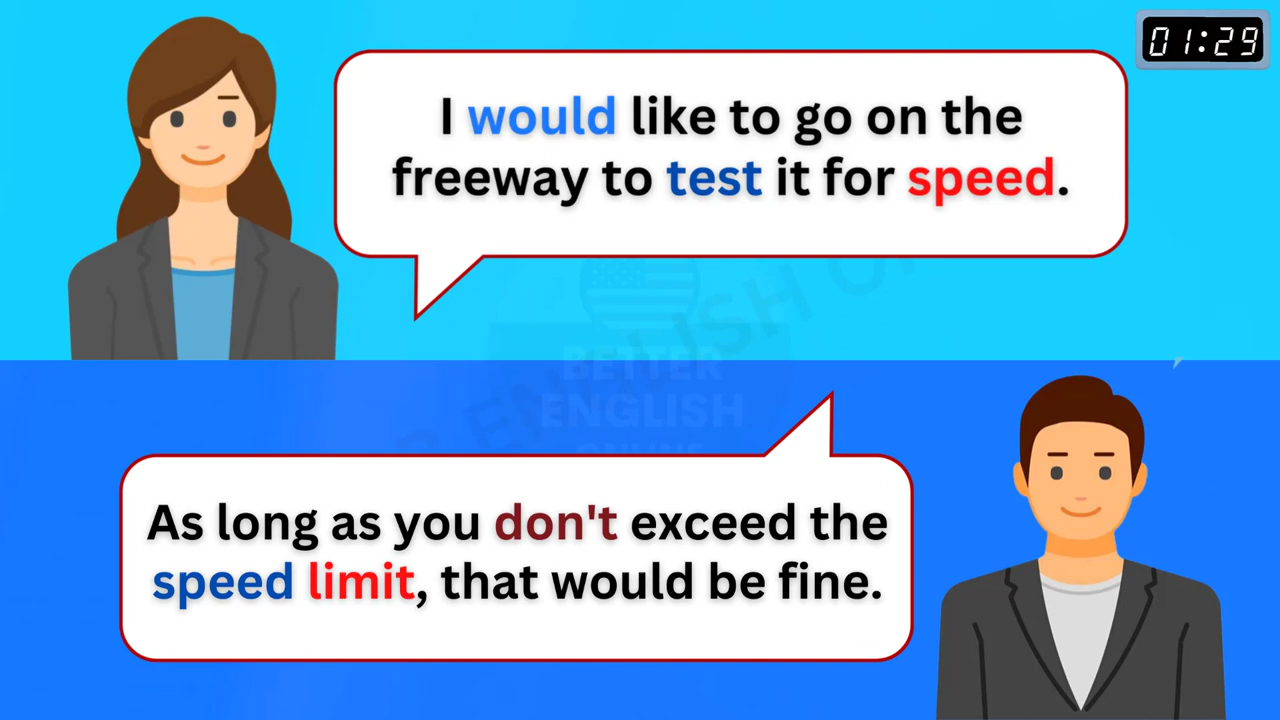 01:29
I would like to go on the
freeway to test it for speed.
BETTER
ENGLISH
ONLINE
As long as you don't exceed the
speed limit, that would be fine.